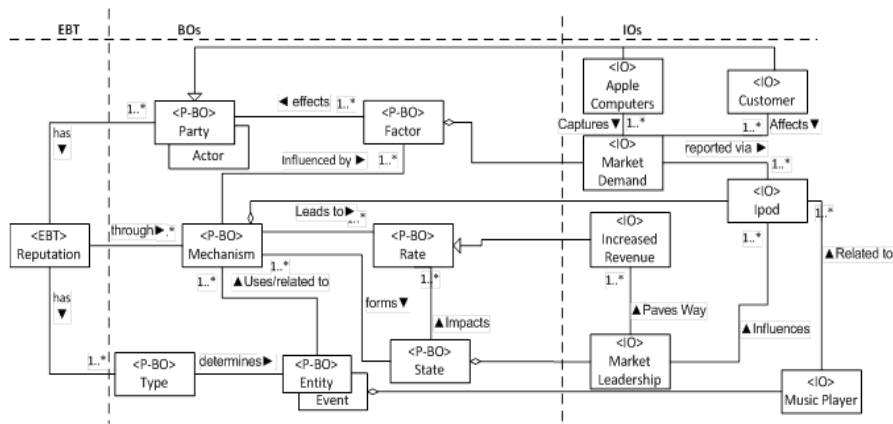 EBT BOs IOs
<IO>
Apple
Computers
<IO>
Customer
1..*
<P-BO>
Party
Actor
◄ effects 1..*
<P-BO>
Factor
Captures▼ 1..*
1..* Affects▼
has
▼
Influenced by ► 1..*
<IO>
Market
Demand
reported via ►
1..*
<IO>
Ipod
1..*
Leads to►
1..*
<EBT>
Reputation
through►.*
<P-BO>
Mechanism
<P-BO>
Rate
<IO>
Increased
Revenue
1..*
▲Related to
1..*
1..*
▲Uses/related to
1..*
1..*
has
▼
forms▼
▲Impacts
▲Paves Way
▲Influences
1..*
<P-BO>
Type
determines►
<P-BO>
Entity
Event
<P-BO>
State
<IO>
Market
Leadership
<IO>
Music Player